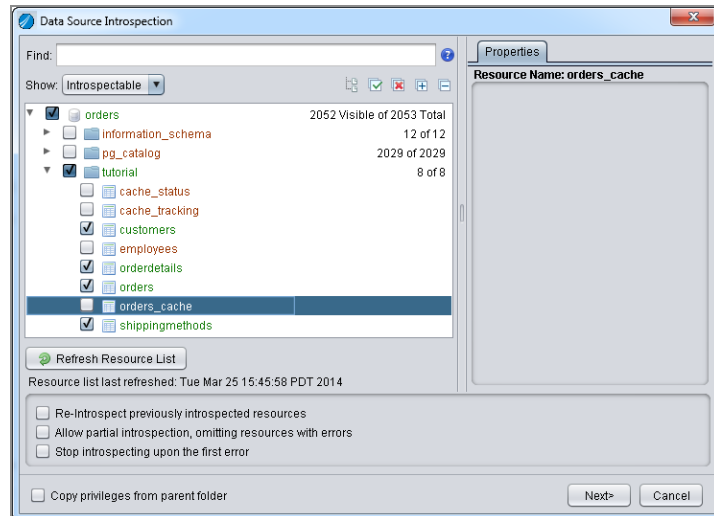 Data Source Introspection
Find:
Show: Introspectable
orders 2052 Visible of 2053 Total
information_schema 12 of 12
pg_catalog 2029 of 2029
tutorial 8 of 8
cache_status
cache_tracking
customers
employees
orderdetails
orders
orders_cache
shippingmethods
Refresh Resource List
Resource list last refreshed: Tue Mar 25 15:45:58 PDT 2014
Properties
Resource Name: orders_cache
Re-Introspect previously introspected resources
Allow partial introspection, omitting resources with errors
Stop introspecting upon the first error
Copy privileges from parent folder
Next>
Cancel